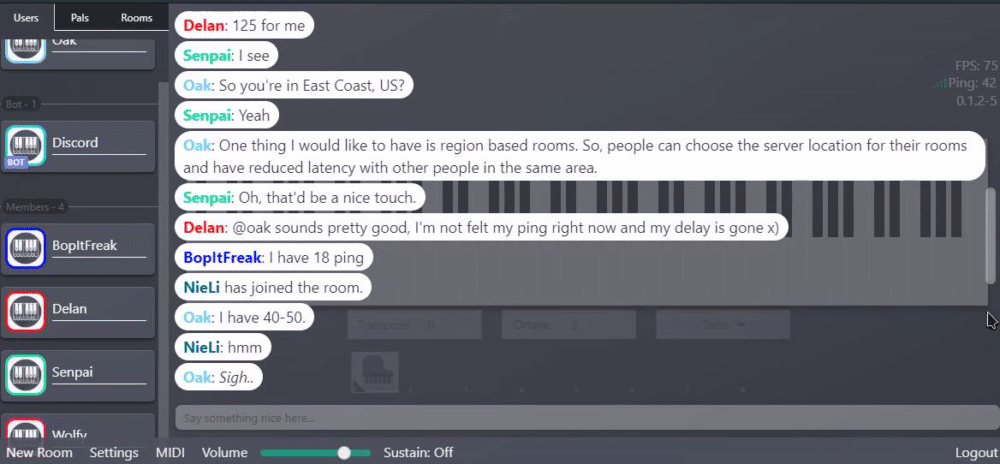 Users Pals Rooms
Oak
Bot - 1
Discord
BOT
Members - 4
BopItFreak
Delan
Senpai
Wolfy
Delan: 125 for me
Senpai: I see
Oak: So you're in East Coast, US?
Senpai: Yeah
Oak: One thing I would like to have is region based rooms. So, people can choose the server location for their rooms
and have reduced latency with other people in the same area.
Senpai: Oh, that'd be a nice touch.
Delan: @oak sounds pretty good, I'm not felt my ping right now and my delay is gone x)
BopItFreak: I have 18 ping
NieLi has joined the room.
Oak: I have 40-50.
NieLi: hmm
Oak: Sigh..
FPS: 75
Ping: 42
0.1.2-5
Transpose: 0 Octave: Tools
Say something nice here...
New Room Settings MIDI Volume Sustain: Off Logout